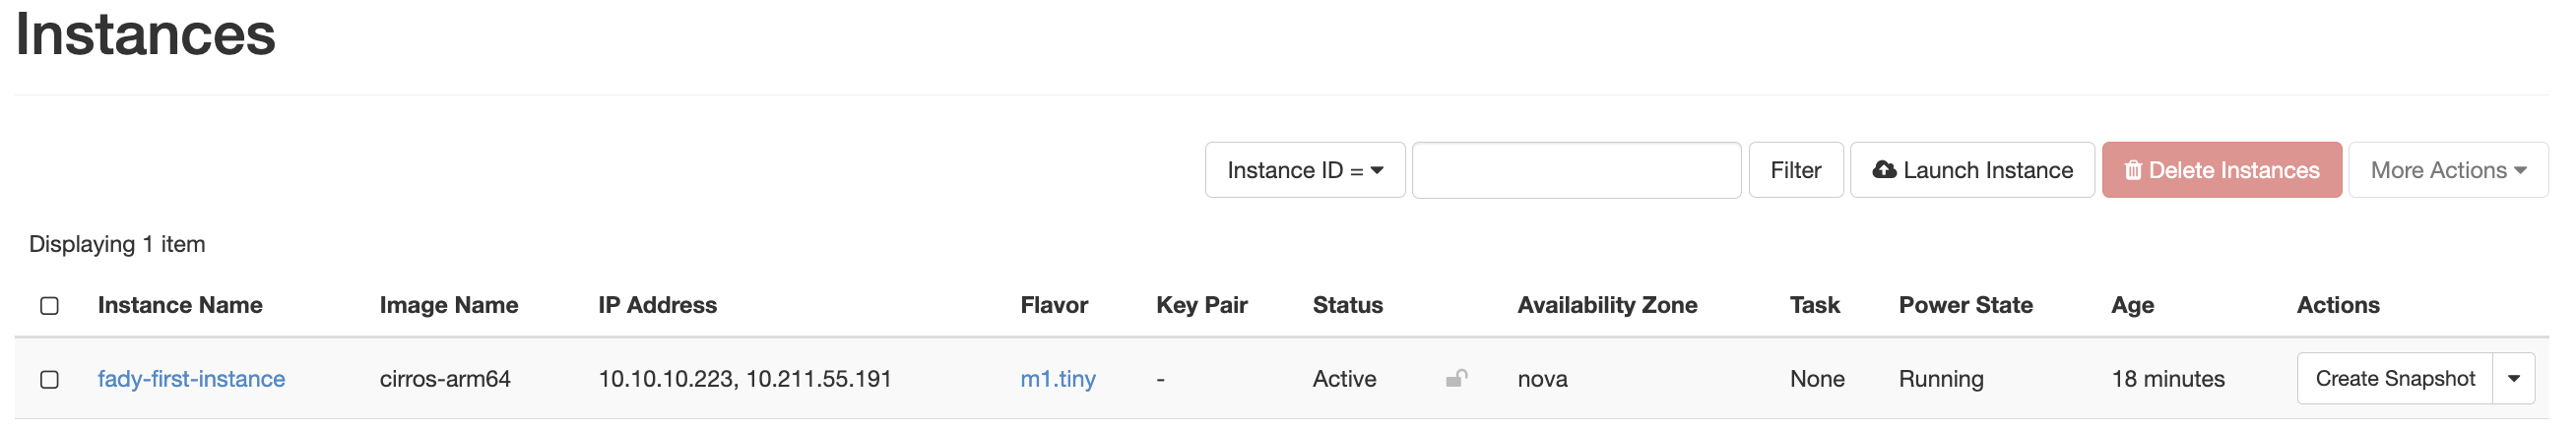 Instances
Instance ID = Filter Launch Instance Delete Instances More Actions
Displaying 1 item
Instance Name Image Name IP Address Flavor Key Pair Status Availability Zone Task Power State Age Actions
fady-first-instance cirros-arm64 10.10.10.223, 10.211.55.191 m1.tiny - Active nova None Running 18 minutes Create Snapshot